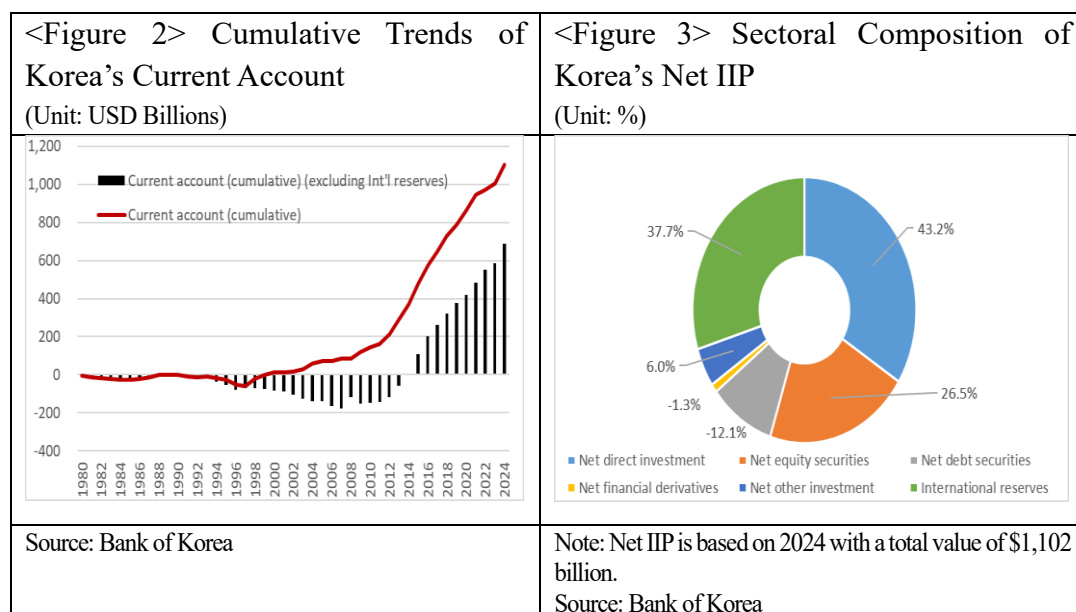 <Figure 2> Cumulative Trends of
Korea's Current Account
(Unit: USD Billions)
<Figure 3> Sectoral Composition of
Korea's Net IIP
(Unit: %)
1,200
1,000
800
600
400
200
0
-200
-400
Current account (cumulative) (excluding Int'l reserves)
Current account (cumulative)
1980
1982
1984
1986
1988
1990
1992
1994
1996
1998
2000
2002
2004
2006
2008
2010
2012
2014
2016
2018
2020
2022
2024
37.7%
43.2%
6.0%
26.5%
-1.3%
-12.1%
Net direct investment
Net equity securities
Net debt securities
Net financial derivatives
Net other investment
International reserves
Source: Bank of Korea
Note: Net IIP is based on 2024 with a total value of $1,102
billion.
Source: Bank of Korea